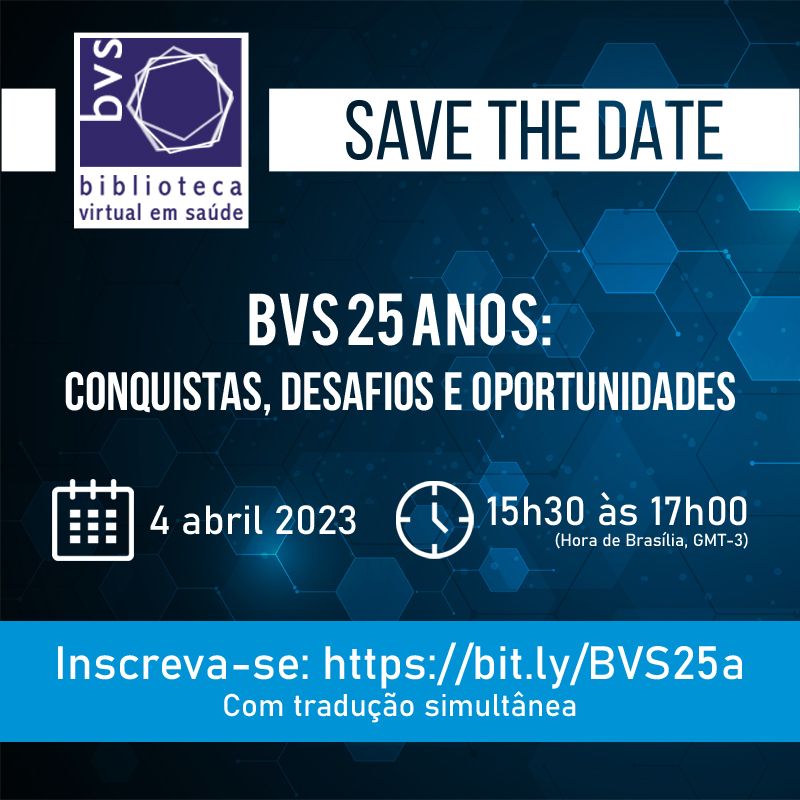 bvs
biblioteca
virtual em saúde
SAVE THE DATE
BVS 25 ANOS:
CONQUISTAS, DESAFIOS E OPORTUNIDADES
4 abril 2023
15h30 às 17h00
(Hora de Brasília, GMT-3)
Inscreva-se: https://bit.ly/BVS25a
Com tradução simultânea